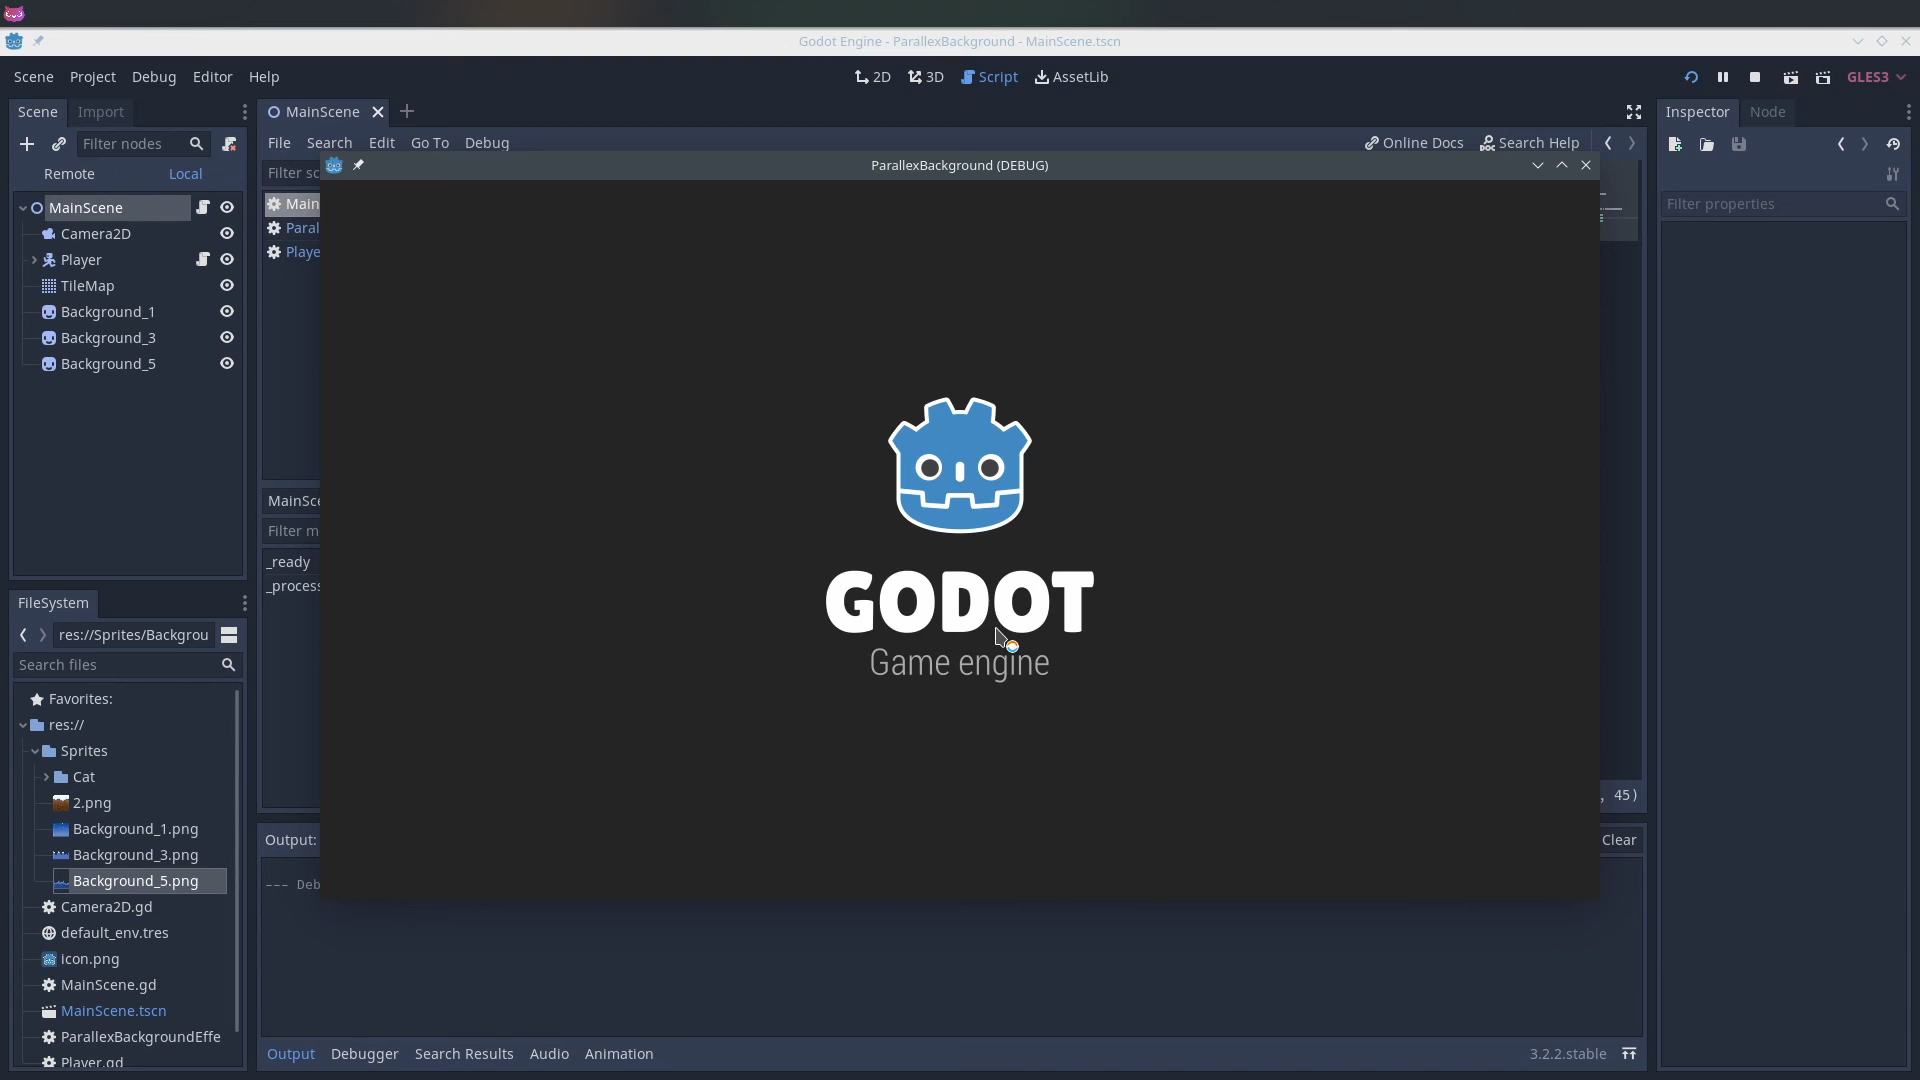 Godot Engine - ParallexBackground - MainScene.tscn
Scene Project Debug Editor Help
2D 3D Script AssetLib
GLES3
Scene Import
MainScene
Inspector Node
Filter nodes
File Search Edit Go To Debug
Online Docs Search Help
Remote Local
Filter sc
ParallexBackground (DEBUG)
Filter properties
MainScene
Camera2D
Player
TileMap
Background_1
Background_3
Background_5
Main
Paral
Playe
GODOT
Game engine
MainSce
Filter m
_ready
_process
, 45)
FileSystem
res://Sprites/Backgrou
Search files
Favorites:
res://
Sprites
Cat
2.png
Background_1.png
Background_3.png
Background_5.png
Camera2D.gd
default_env.tres
icon.png
MainScene.gd
MainScene.tscn
ParallexBackgroundEffe
Player.gd
Output:
Clear
--- Deb
Output Debugger Search Results Audio Animation
3.2.2.stable